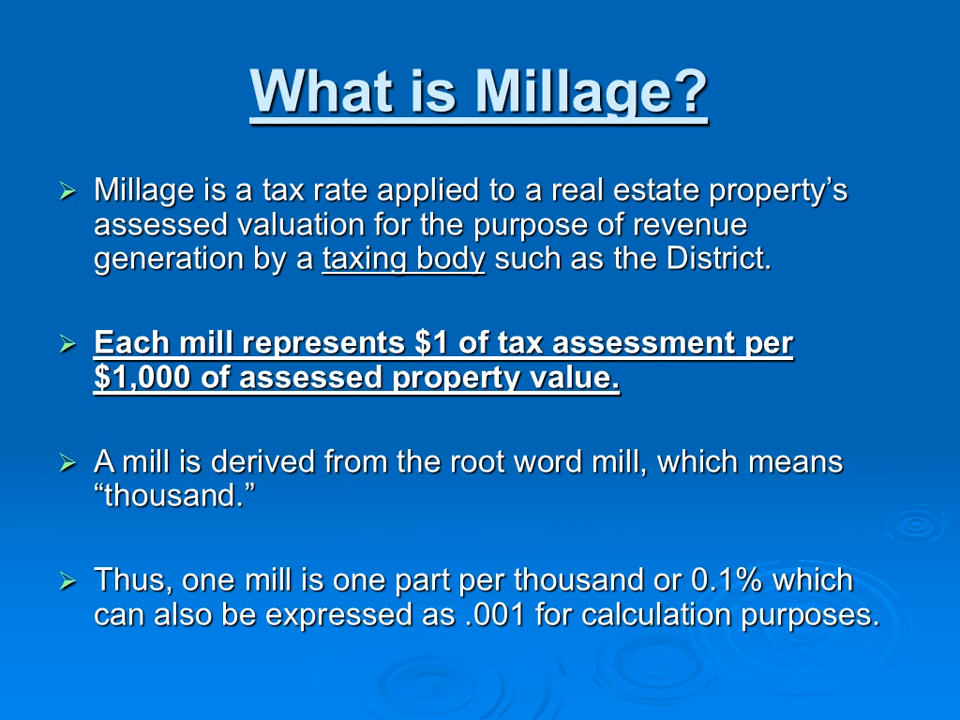 What is Millage?
Millage is a tax rate applied to a real estate property’s
assessed valuation for the purpose of revenue
generation by a taxing body such as the District.
Each mill represents $1 of tax assessment per
$1,000 of assessed property value.
A mill is derived from the root word mill, which means
“thousand.”
Thus, one mill is one part per thousand or 0.1% which
can also be expressed as .001 for calculation purposes.